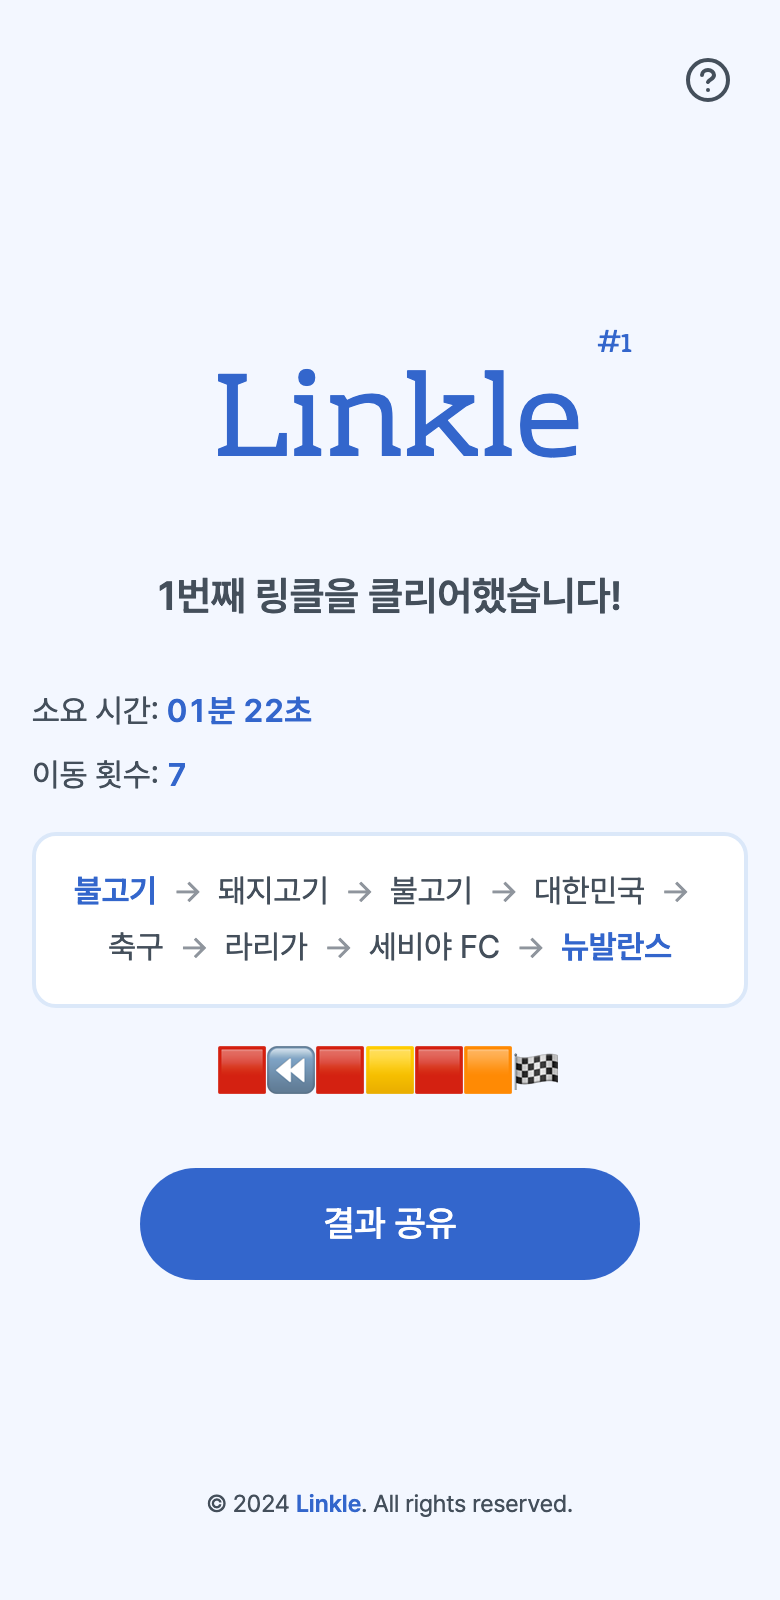 #1
Linkle
1번째 링클을 클리어했습니다!
소요 시간: 01분 22초
이동 횟수: 7
불고기 → 돼지고기 → 불고기 → 대한민국 →
축구 → 라리가 → 세비야 FC → 뉴발란스
결과 공유
© 2024 Linkle. All rights reserved.